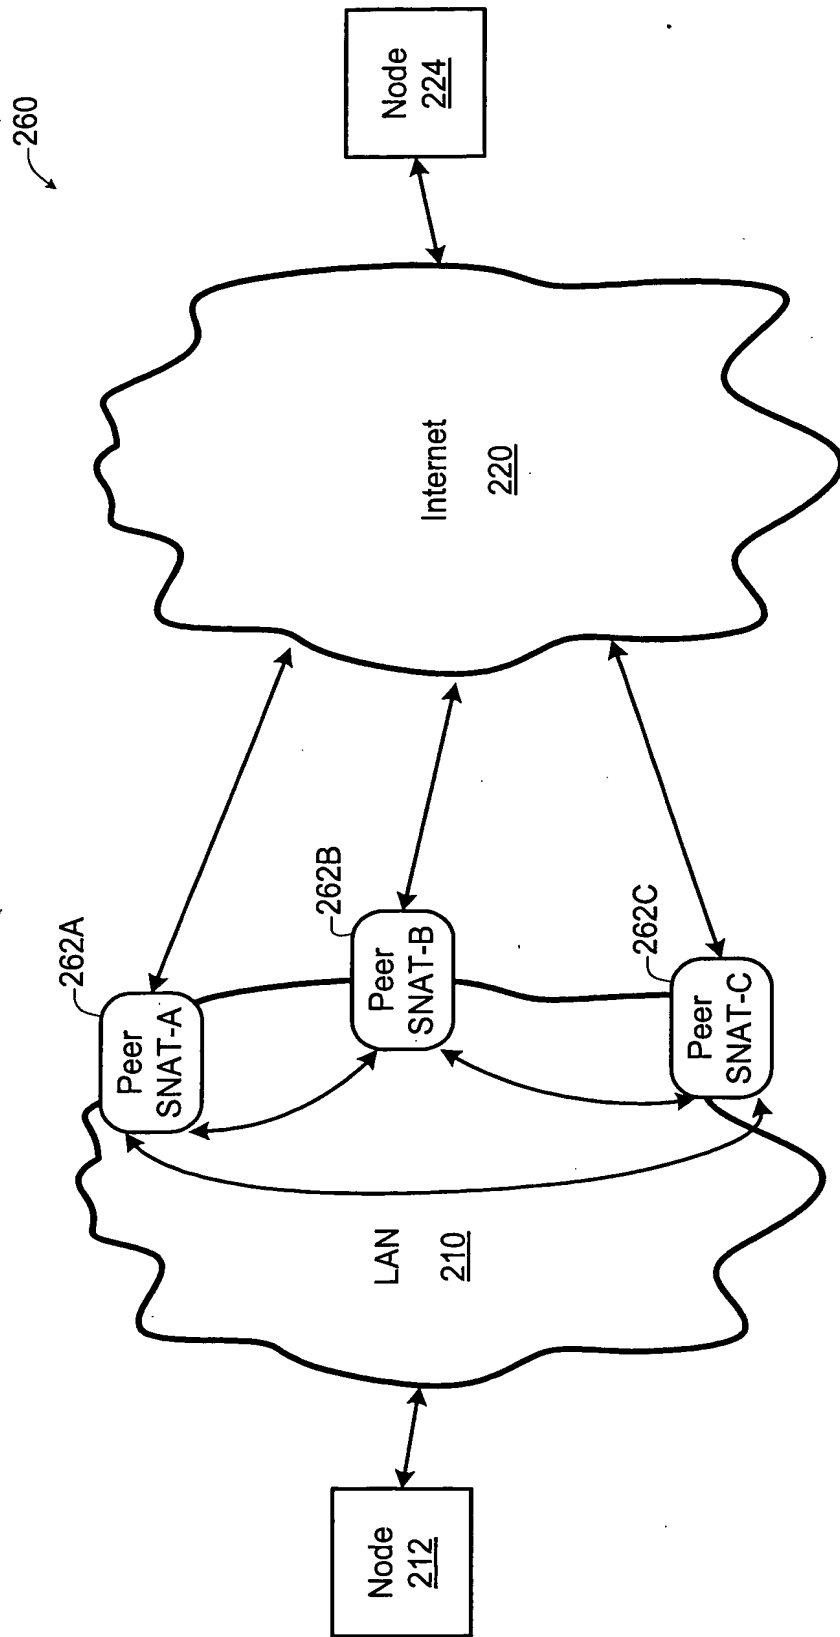 260
Node
224
Internet
220
262A
Peer
SNAT-A
262B
Peer
SNAT-B
262C
Peer
SNAT-C
LAN
210
Node
212